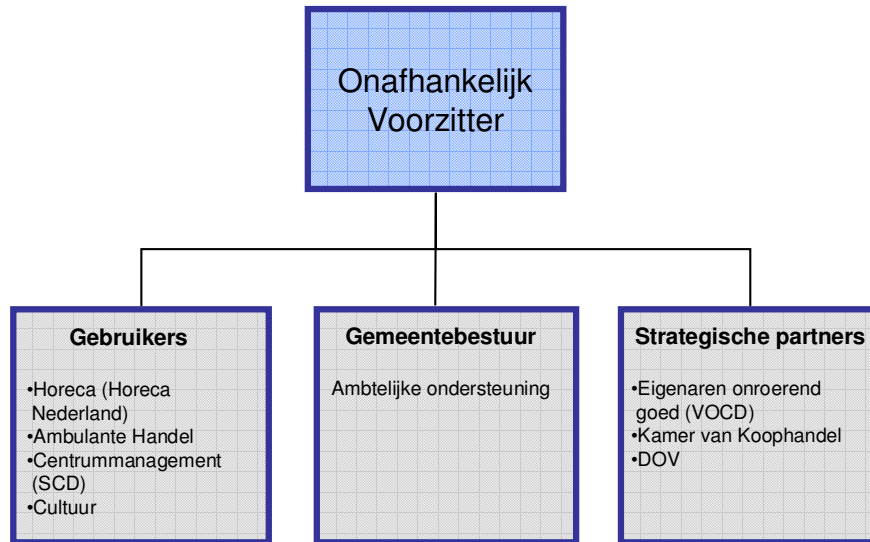 Onafhankelijk
Voorzitter
Gebruikers
•Horeca (Horeca
Nederland)
•Ambulante Handel
•Centrummanagement
(SCD)
•Cultuur
Gemeentebestuur
Ambtelijke ondersteuning
Strategische partners
•Eigenaren onroerend
goed (VOCD)
•Kamer van Koophandel
•DOV